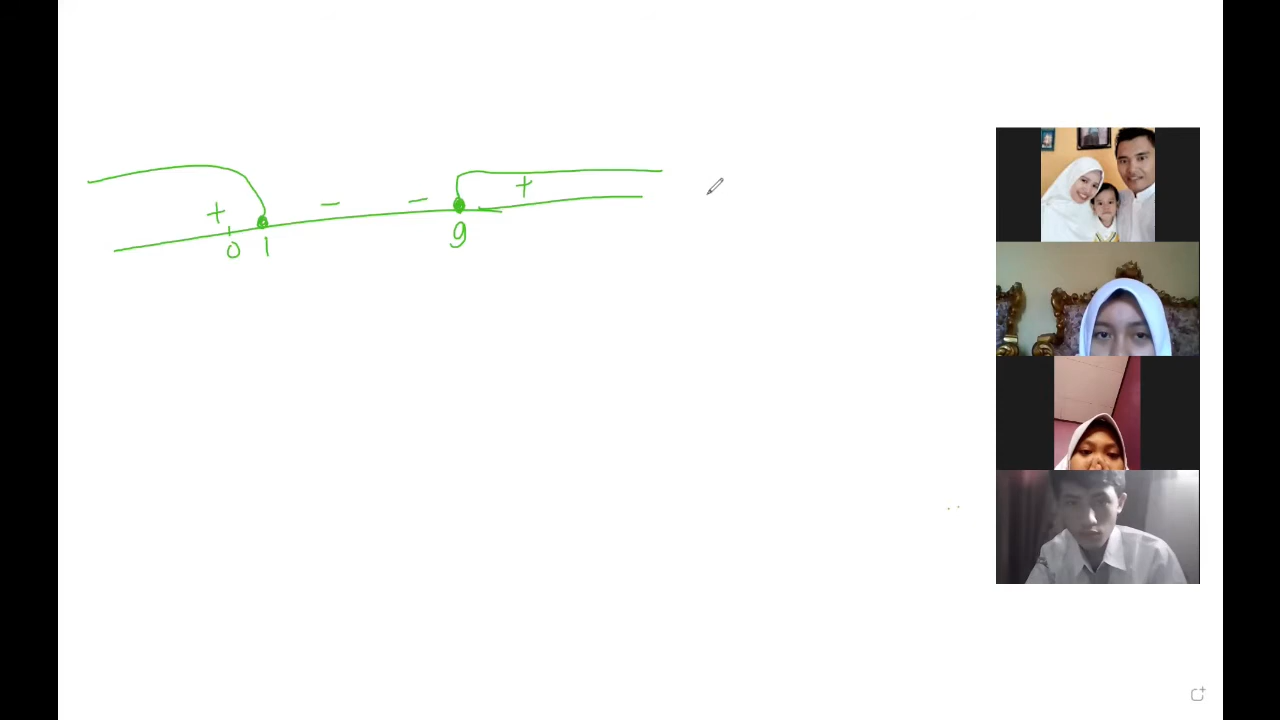 + - - +
0 1 9